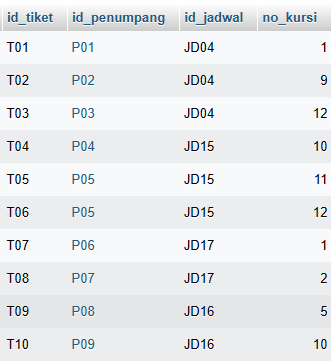 id_tiket id_penumpang id_jadwal no_kursi
T01 P01 JD04 1
T02 P02 JD04 9
T03 P03 JD04 12
T04 P04 JD15 10
T05 P05 JD15 11
T06 P05 JD15 12
T07 P06 JD17 1
T08 P07 JD17 2
T09 P08 JD16 5
T10 P09 JD16 10